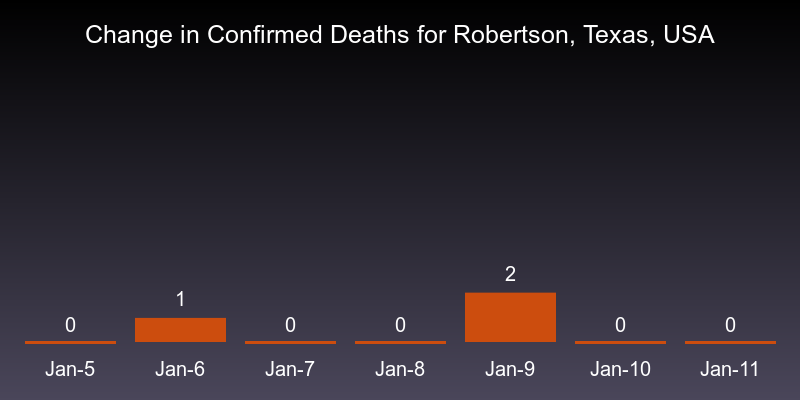 Change in Confirmed Deaths for Robertson, Texas, USA
2
1
0 0 0 0 0
Jan-5 Jan-6 Jan-7 Jan-8 Jan-9 Jan-10 Jan-11